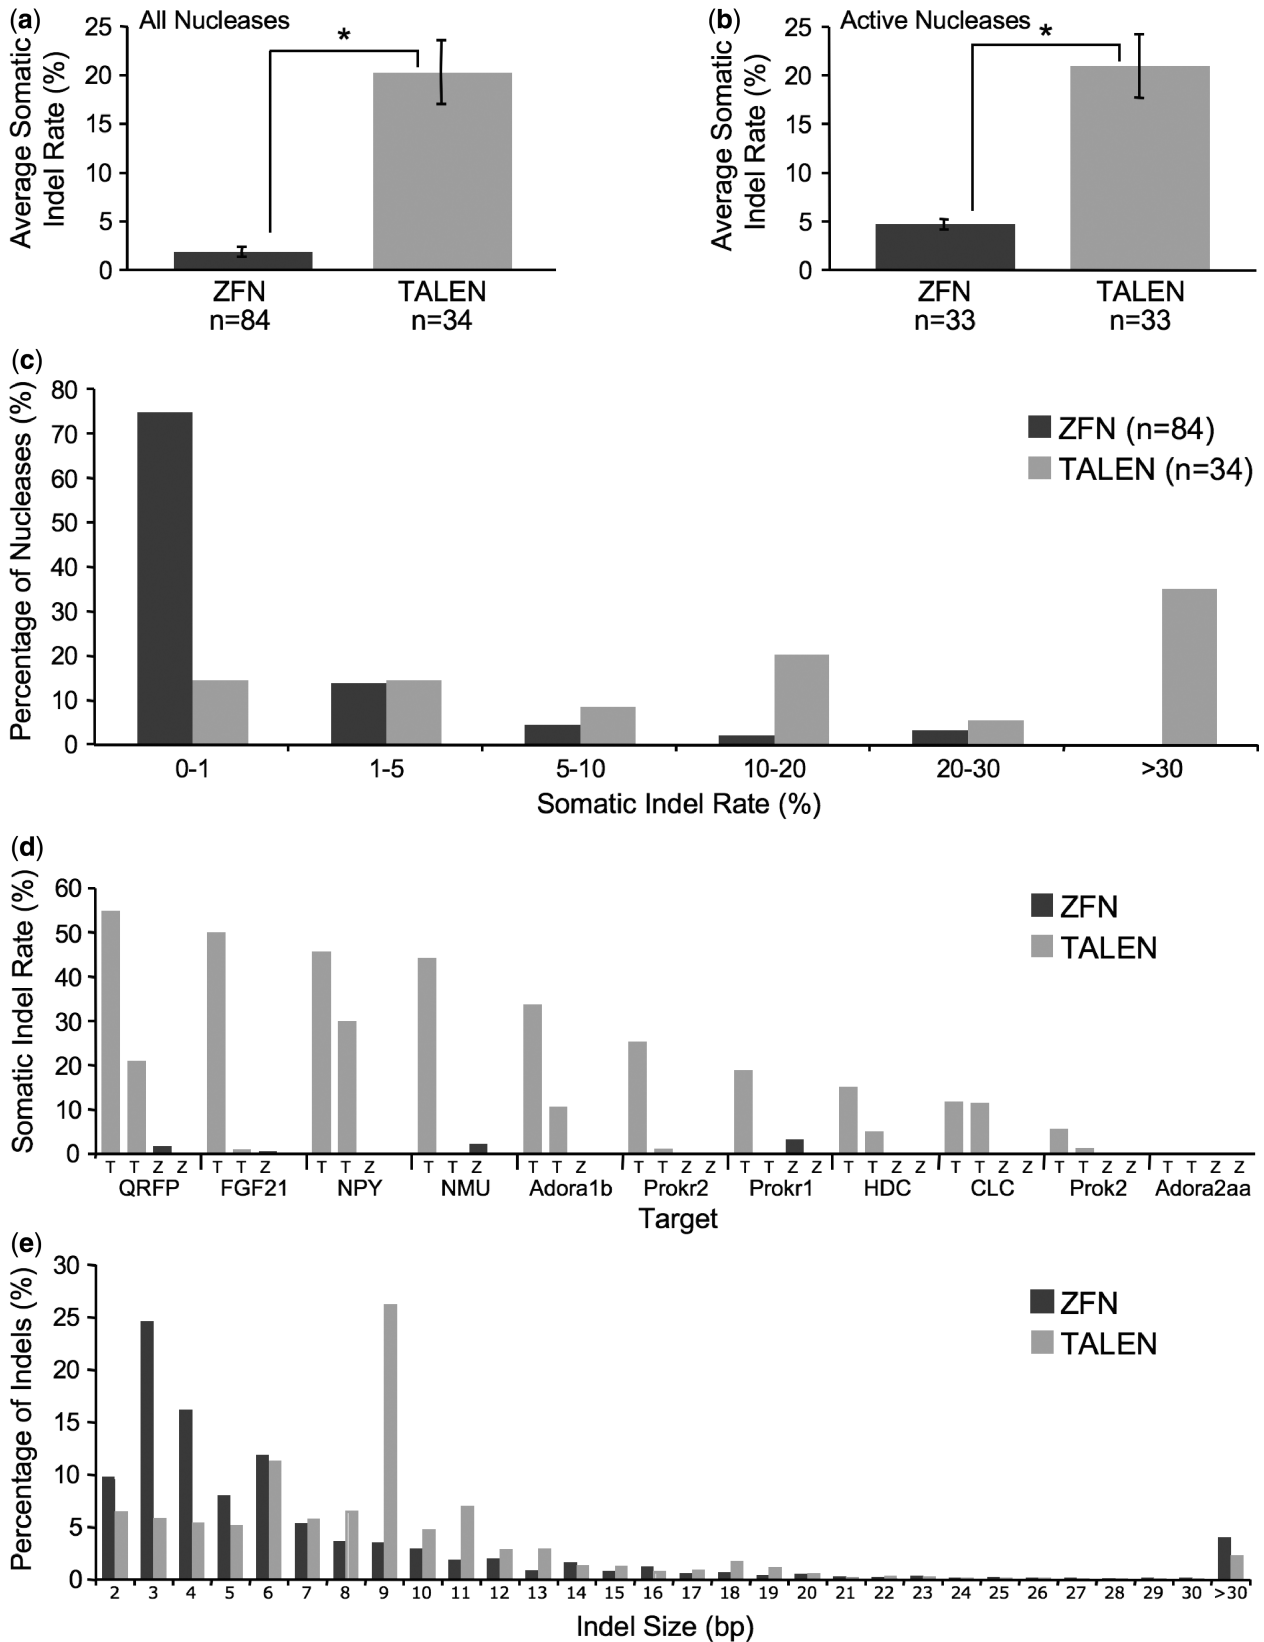 (a)
All Nucleases
Average Somatic
Indel Rate (%)
25
20
15
10
5
0
*
ZFN
n=84
TALEN
n=34
(b)
Active Nucleases
Average Somatic
Indel Rate (%)
25
20
15
10
5
0
*
ZFN
n=33
TALEN
n=33
(c)
Percentage of Nucleases (%)
80
70
60
50
40
30
20
10
0
ZFN (n=84)
TALEN (n=34)
0-1 1-5 5-10 10-20 20-30 >30
Somatic Indel Rate (%)
(d)
Somatic Indel Rate (%)
60
50
40
30
20
10
0
ZFN
TALEN
T T Z Z T T Z T T Z T T Z T T Z T T Z Z T T Z Z T T Z Z T T Z Z T T Z Z T T Z Z
QRFP FGF21 NPY NMU Adora1b Prokr2 Prokr1 HDC CLC Prok2 Adora2aa
Target
(e)
Percentage of Indels (%)
30
25
20
15
10
5
0
ZFN
TALEN
2 3 4 5 6 7 8 9 10 11 12 13 14 15 16 17 18 19 20 21 22 23 24 25 26 27 28 29 30 >30
Indel Size (bp)